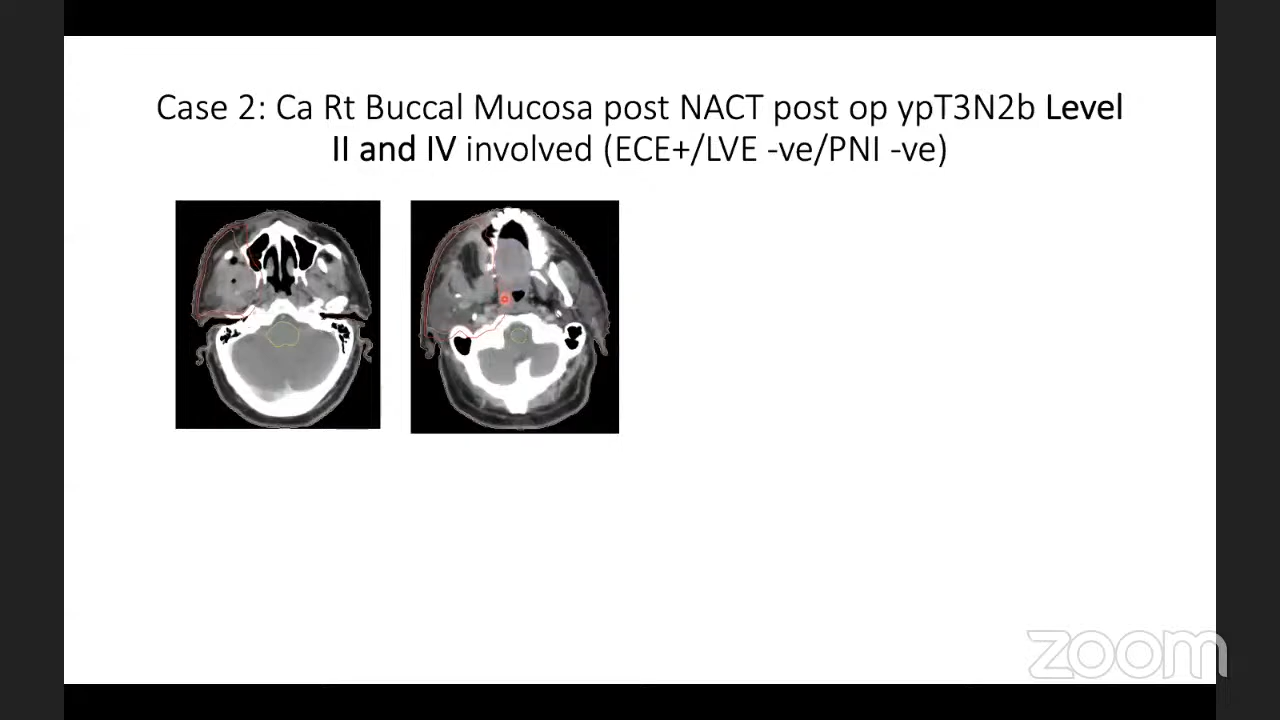 Case 2: Ca Rt Buccal Mucosa post NACT post op ypT3N2b Level
II and IV involved (ECE+/LVE -ve/PNI -ve)
zoom